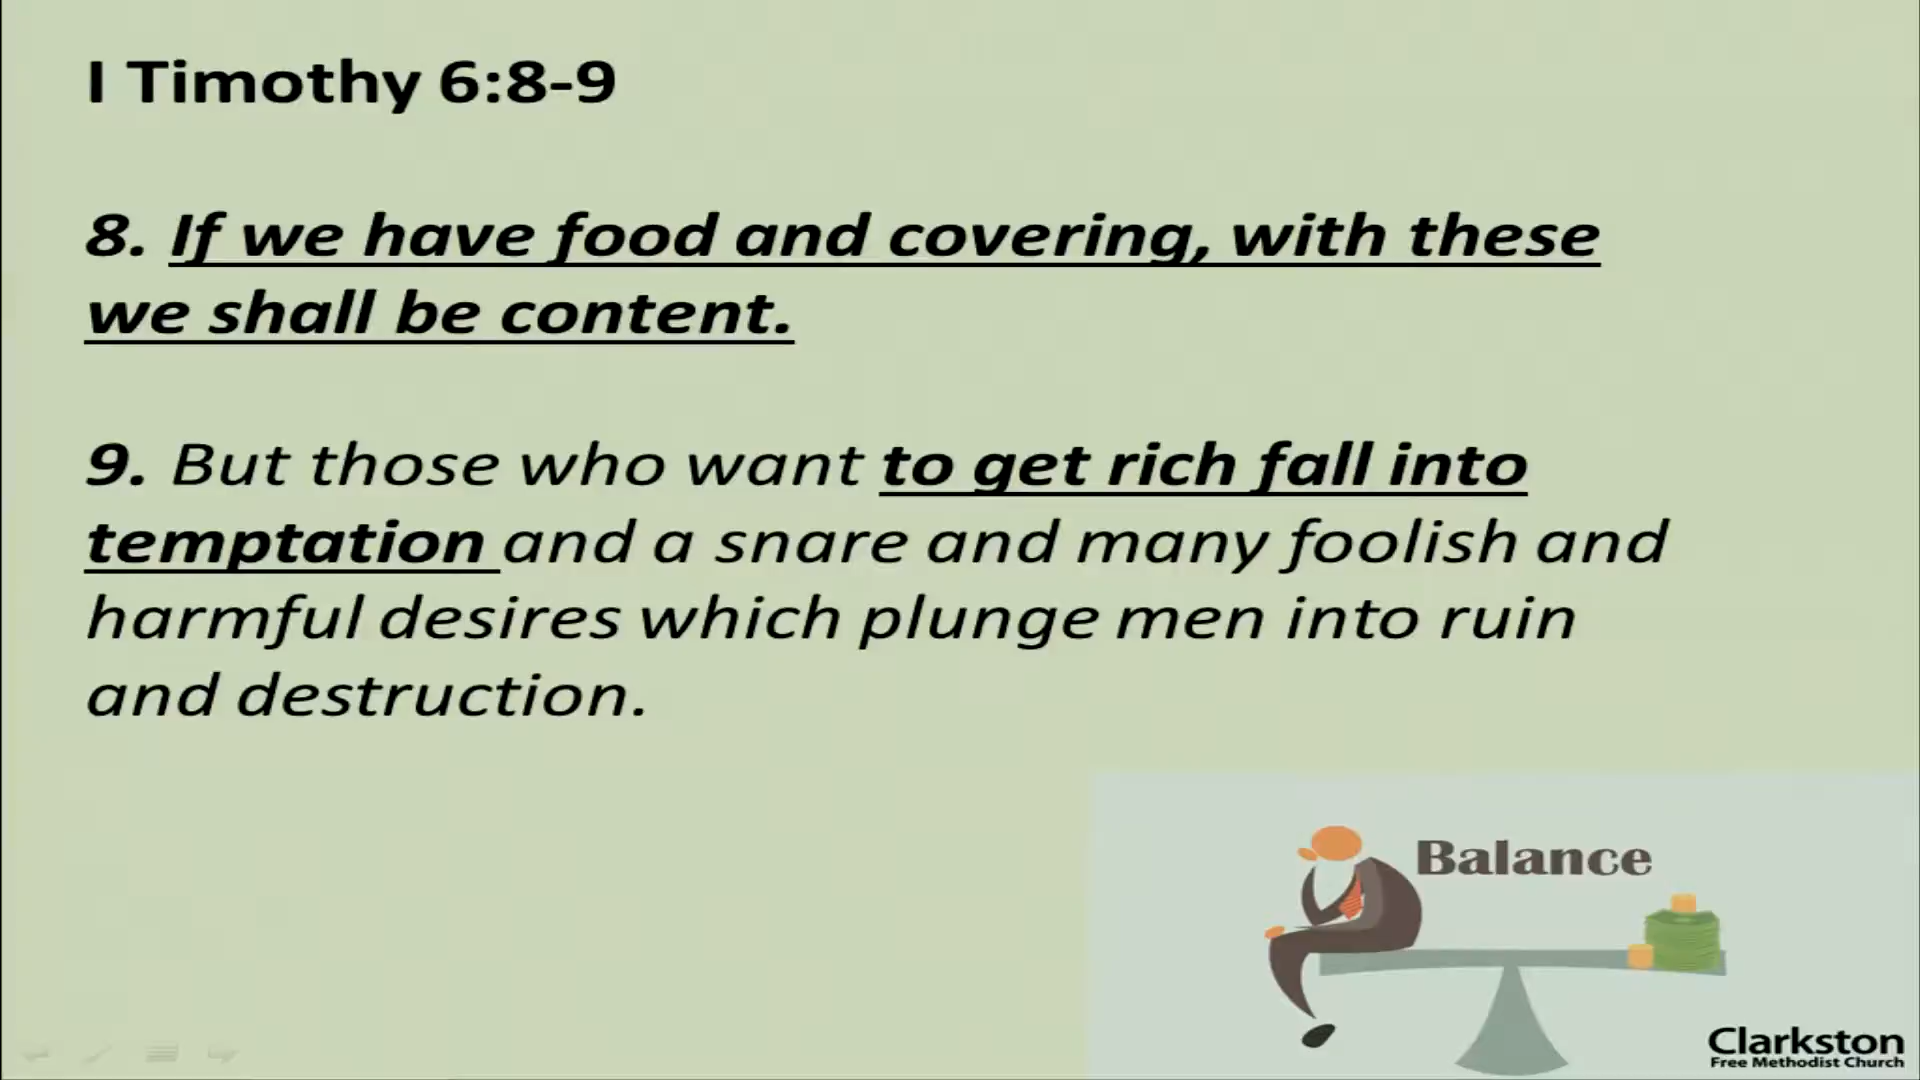 I Timothy 6:8-9
8. If we have food and covering, with these
we shall be content.
9. But those who want to get rich fall into
temptation and a snare and many foolish and
harmful desires which plunge men into ruin
and destruction.
Balance
Clarkston
Free Methodist Church